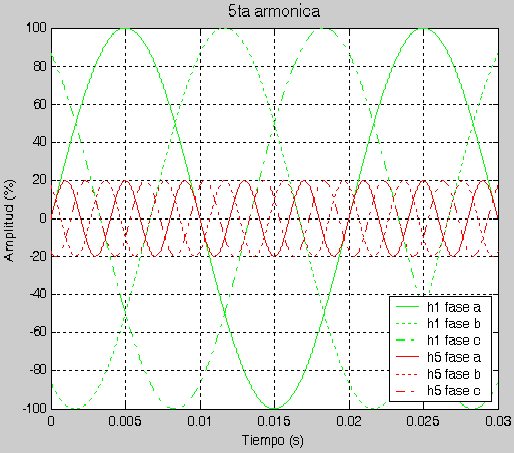 5ta armonica
100
80
60
40
20
0
-20
-40
-60
-80
-100
Amplitud (%)
h1 fase a
h1 fase b
h1 fase c
h5 fase a
h5 fase b
h5 fase c
0 0.005 0.01 0.015 0.02 0.025 0.03
Tiempo (s)